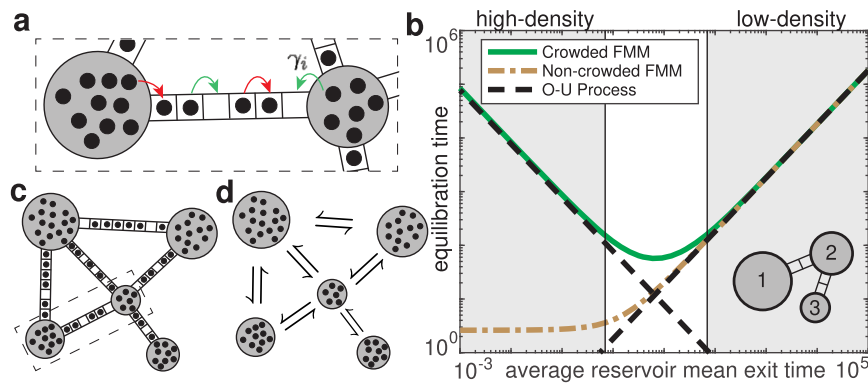 a
γi
c
d
b
high-density
low-density
10^6
Crowded FMM
Non-crowded FMM
O-U Process
equilibration time
1
2
3
10^0
10^-3
average reservoir mean exit time
10^5